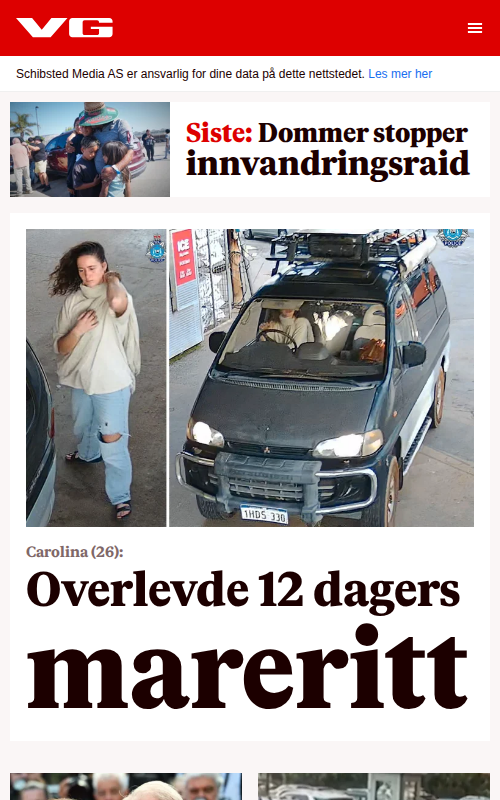 VG
Schibsted Media AS er ansvarlig for dine data på dette nettstedet. Les mer her
Siste: Dommer stopper
innvandringsraid
ICE
POLICE
1HDS 330
Carolina (26):
Overlevde 12 dagers
mareritt